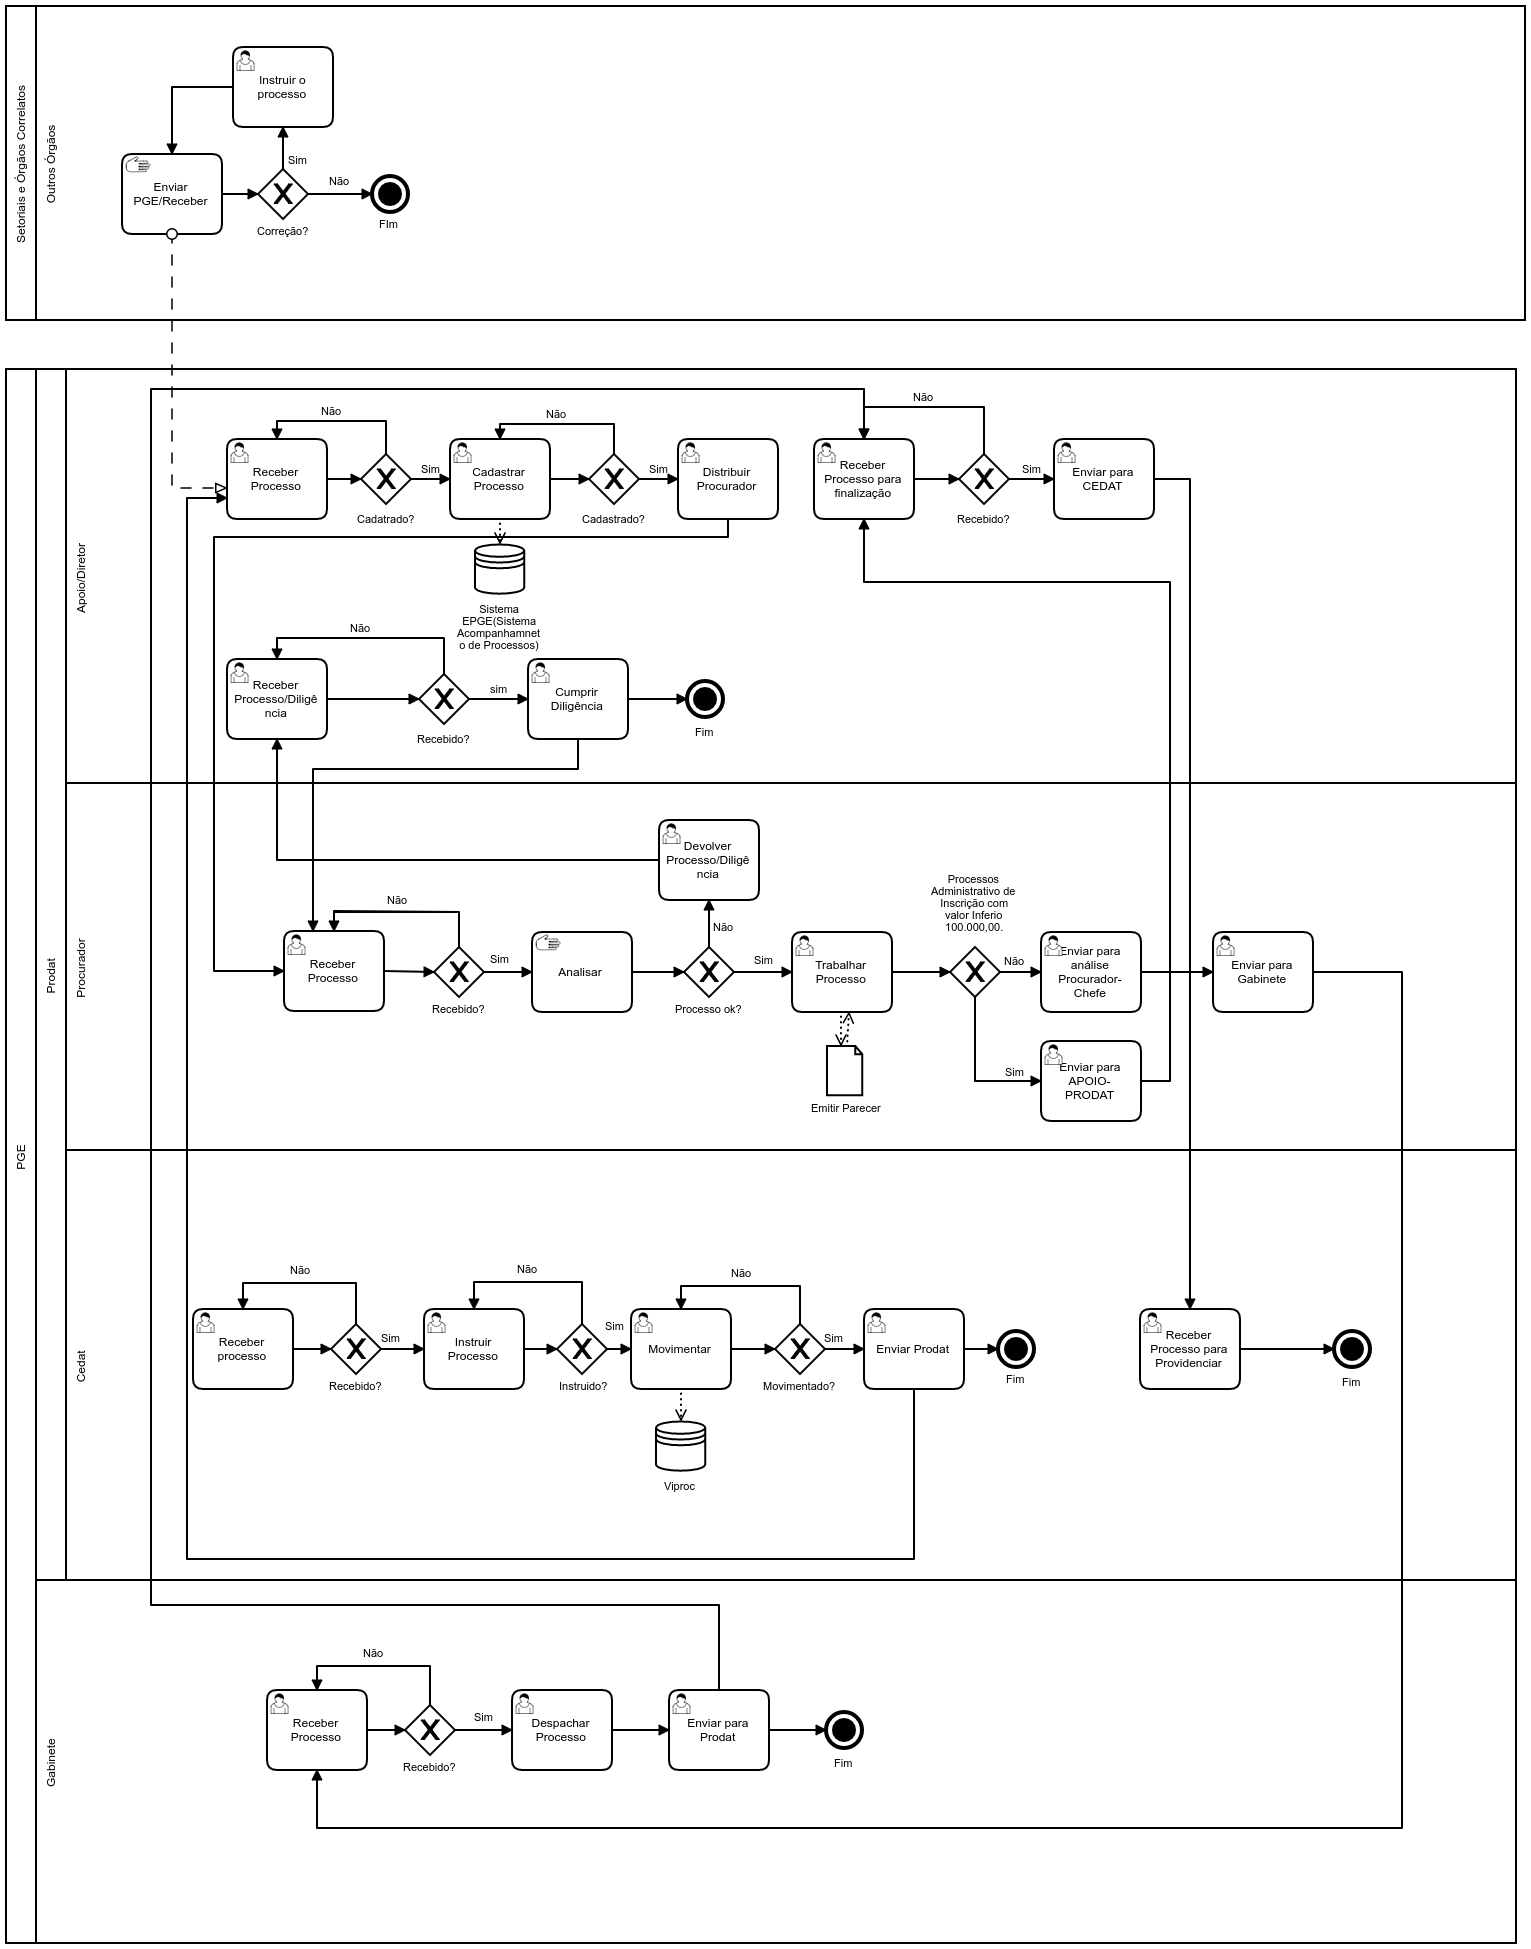 Setoriais e Órgãos Correlatos
Outros Órgãos
Instruir o
processo
Sim
Enviar
PGE/Receber
Não
Correção?
FIm
PGE
Prodat
Apoio/Diretor
Não
Não
Não
Receber
Processo
Sim
Cadastrar
Processo
Sim
Distribuir
Procurador
Receber
Processo para
finalização
Sim
Enviar para
CEDAT
Cadatrado?
Cadastrado?
Recebido?
Sistema
EPGE(Sistema
Acompanhamnet
o de Processos)
Não
Receber
Processo/Diligê
ncia
sim
Cumprir
Diligência
Recebido?
Fim
Procurador
Devolver
Processo/Diligê
ncia
Processos
Administrativo de
Inscrição com
valor Inferio
100.000,00.
Não
Não
Receber
Processo
Sim
Analisar
Sim
Trabalhar
Processo
Não
Enviar para
análise
Procurador-
Chefe
Enviar para
Gabinete
Recebido?
Processo ok?
Sim
Enviar para
APOIO-
PRODAT
Emitir Parecer
Cedat
Não
Não
Não
Receber
processo
Sim
Instruir
Processo
Sim
Movimentar
Sim
Enviar Prodat
Receber
Processo para
Providenciar
Recebido?
Instruido?
Movimentado?
Fim
Fim
Viproc
Gabinete
Não
Receber
Processo
Sim
Despachar
Processo
Enviar para
Prodat
Recebido?
Fim